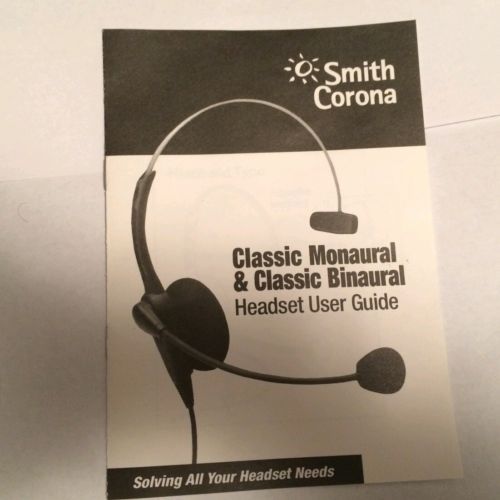 Smith
Corona
Classic Monaural
& Classic Binaural
Headset User Guide
Solving All Your Headset Needs